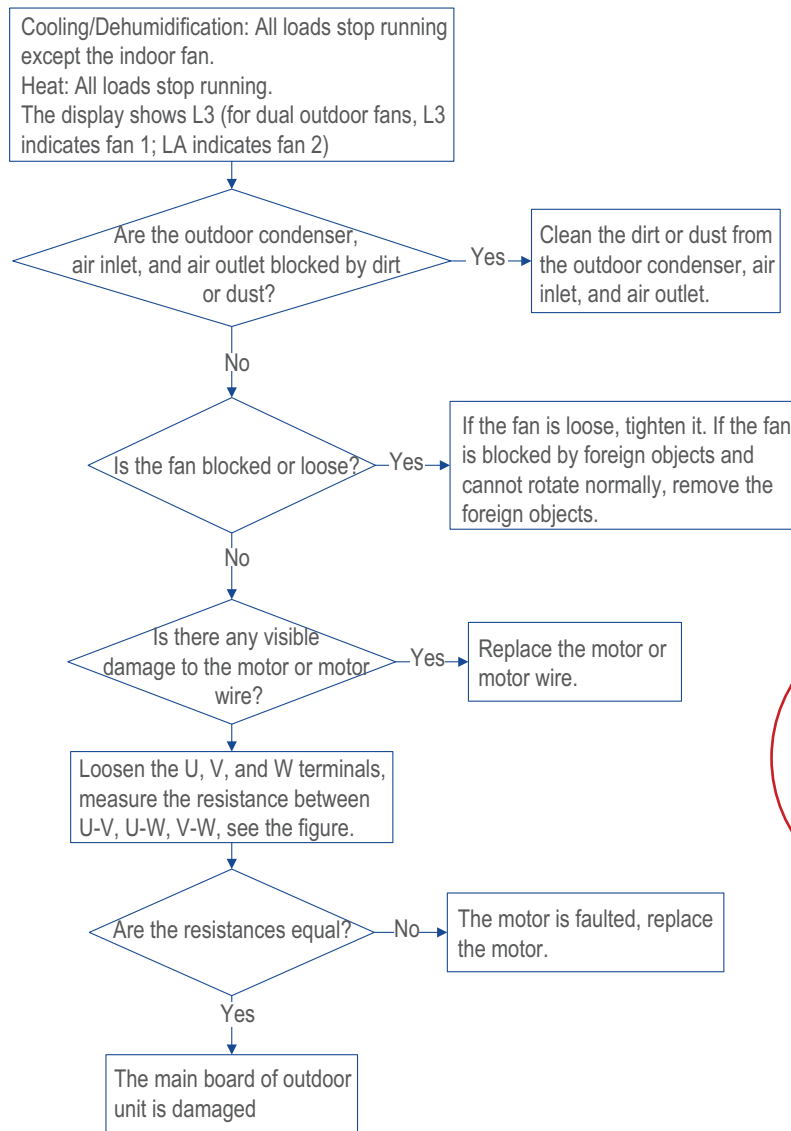 Cooling/Dehumidification: All loads stop running
except the indoor fan.
Heat: All loads stop running.
The display shows L3 (for dual outdoor fans, L3
indicates fan 1; LA indicates fan 2)
Are the outdoor condenser,
air inlet, and air outlet blocked by dirt
or dust?
Yes
Clean the dirt or dust from
the outdoor condenser, air
inlet, and air outlet.
No
Is the fan blocked or loose?
Yes
If the fan is loose, tighten it. If the fan
is blocked by foreign objects and
cannot rotate normally, remove the
foreign objects.
No
Is there any visible
damage to the motor or motor
wire?
Yes
Replace the motor or
motor wire.
Loosen the U, V, and W terminals,
measure the resistance between
U-V, U-W, V-W, see the figure.
Are the resistances equal?
No
The motor is faulted, replace
the motor.
Yes
The main board of outdoor
unit is damaged